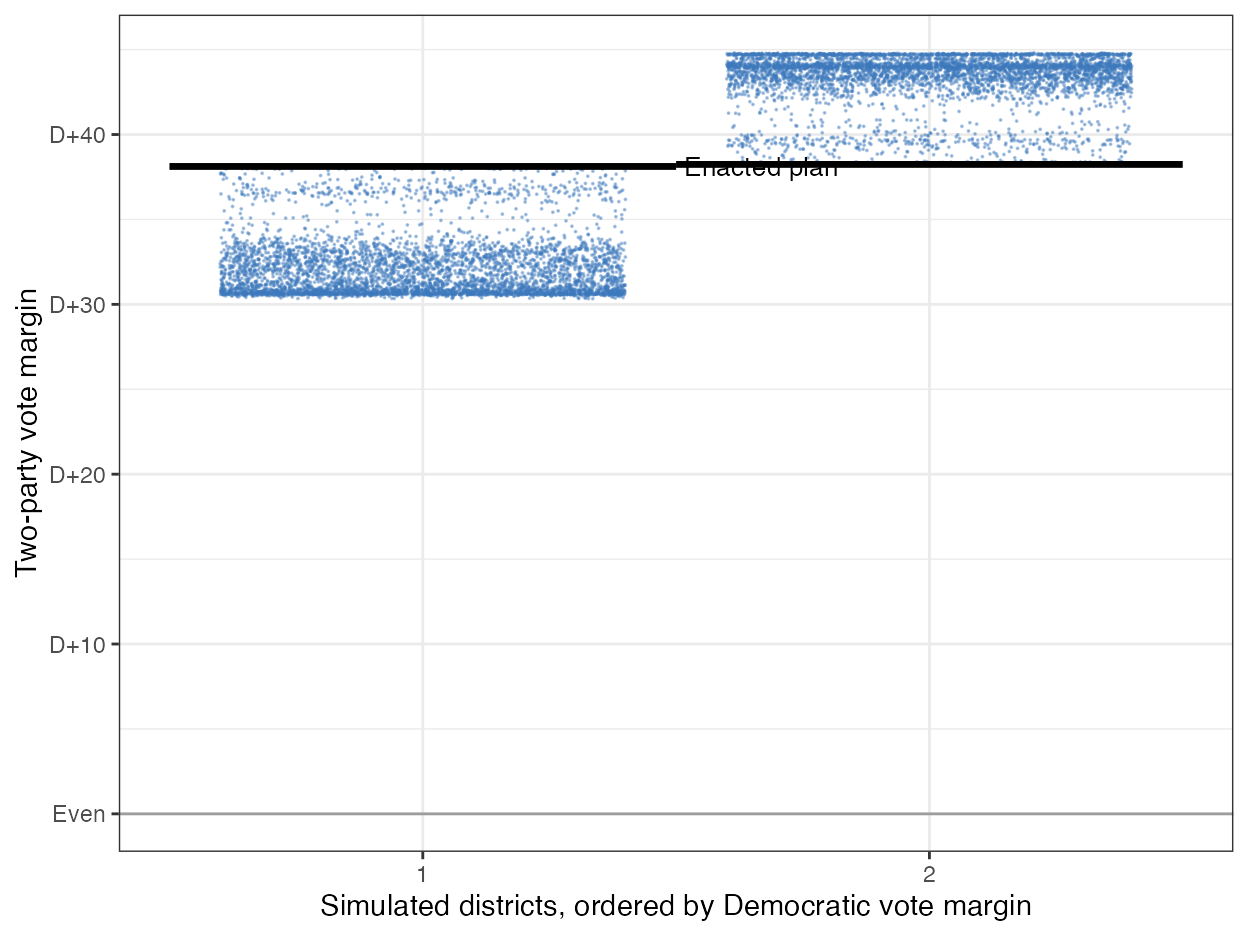 D+40
Enacted plan
D+30
D+20
D+10
Even
Two-party vote margin
1
2
Simulated districts, ordered by Democratic vote margin